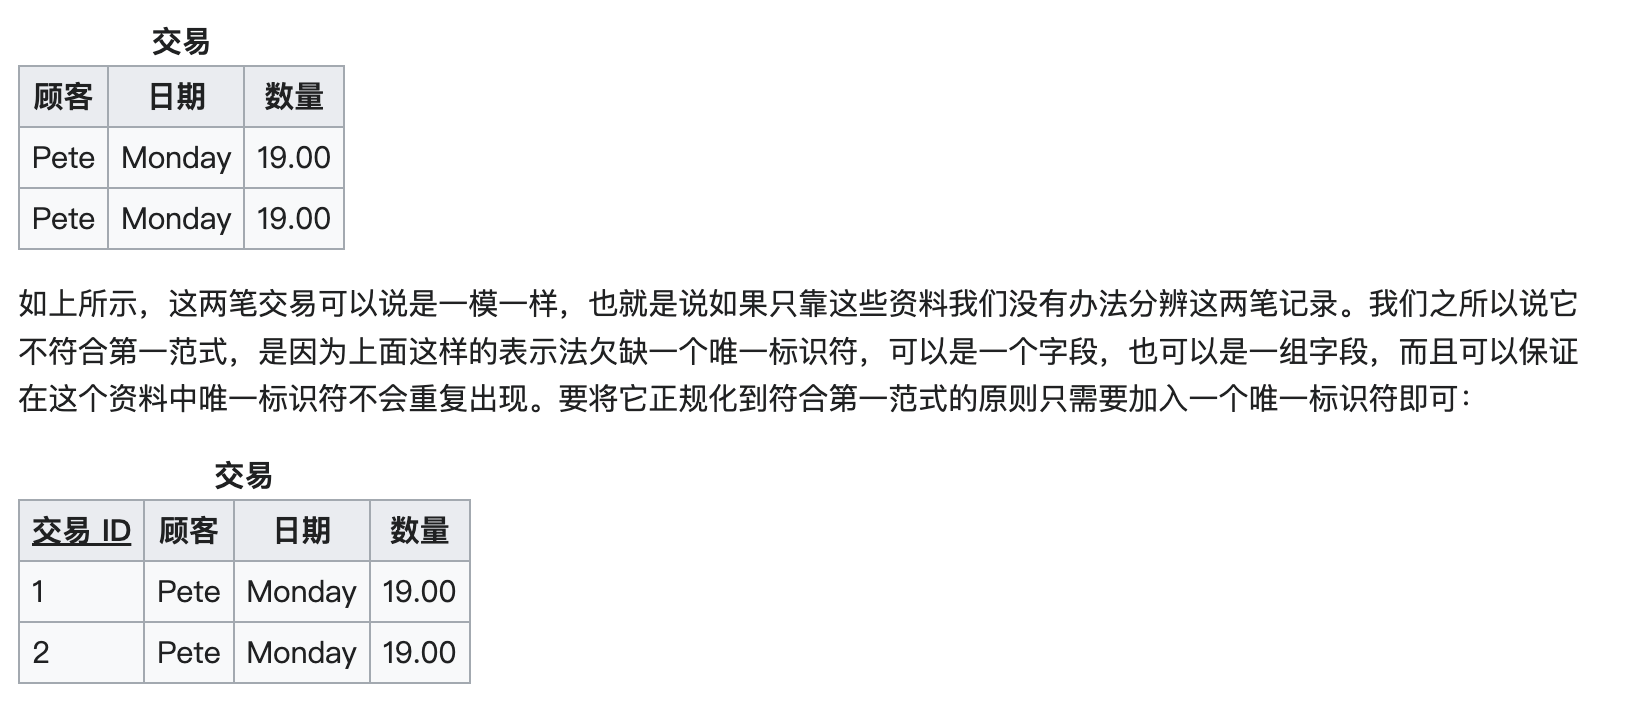 交易
顾客 日期 数量
Pete Monday 19.00
Pete Monday 19.00
如上所示，这两笔交易可以说是一模一样，也就是说如果只靠这些资料我们没有办法分辨这两笔记录。我们之所以说它
不符合第一范式，是因为上面这样的表示法欠缺一个唯一标识符，可以是一个字段，也可以是一组字段，而且可以保证
在这个资料中唯一标识符不会重复出现。要将它正规化到符合第一范式的原则只需要加入一个唯一标识符即可：
交易
交易 ID 顾客 日期 数量
1 Pete Monday 19.00
2 Pete Monday 19.00